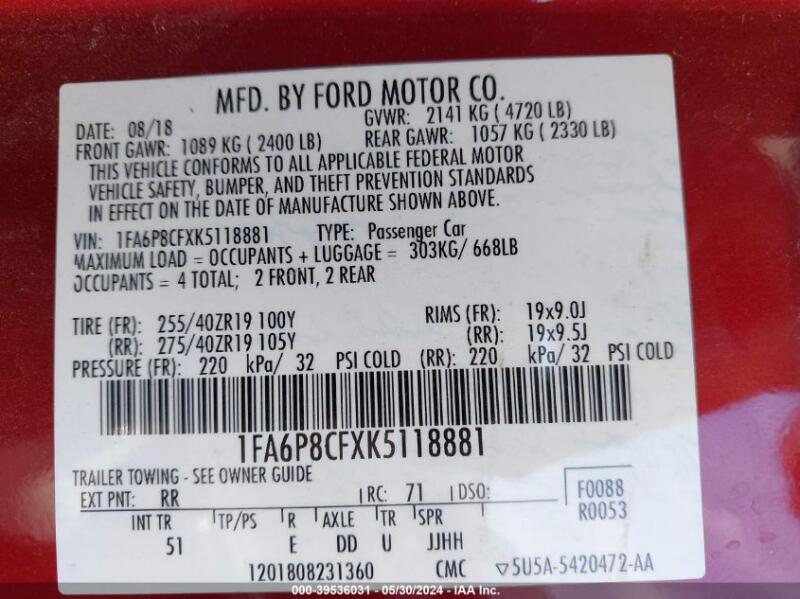 MFD. BY FORD MOTOR CO.
DATE: 08/18 GVWR: 2141 KG ( 4720 LB)
FRONT GAWR: 1089 KG ( 2400 LB) REAR GAWR: 1057 KG ( 2330 LB)
THIS VEHICLE CONFORMS TO ALL APPLICABLE FEDERAL MOTOR
VEHICLE SAFETY, BUMPER, AND THEFT PREVENTION STANDARDS
IN EFFECT ON THE DATE OF MANUFACTURE SHOWN ABOVE.
VIN: 1FA6P8CFXK5118881 TYPE: Passenger Car
MAXIMUM LOAD = OCCUPANTS + LUGGAGE = 303KG/ 668LB
OCCUPANTS = 4 TOTAL; 2 FRONT, 2 REAR
TIRE (FR): 255/40ZR19 100Y RIMS (FR): 19x9.0J
(RR): 275/40ZR19 105Y (RR): 19x9.5J
PRESSURE (FR): 220 kPa/ 32 PSI COLD (RR): 220 kPa/ 32 PSI COLD
1FA6P8CFXK5118881
TRAILER TOWING - SEE OWNER GUIDE
EXT PNT: RR RC: 71 DSO: F0088
R0053
INT TR TP/PS R AXLE TR SPR
51 E DD U JJHH
1201808231360 CMC ▽5U5A-5420472-AA
000-39536031 - 05/30/2024 - IAA Inc.